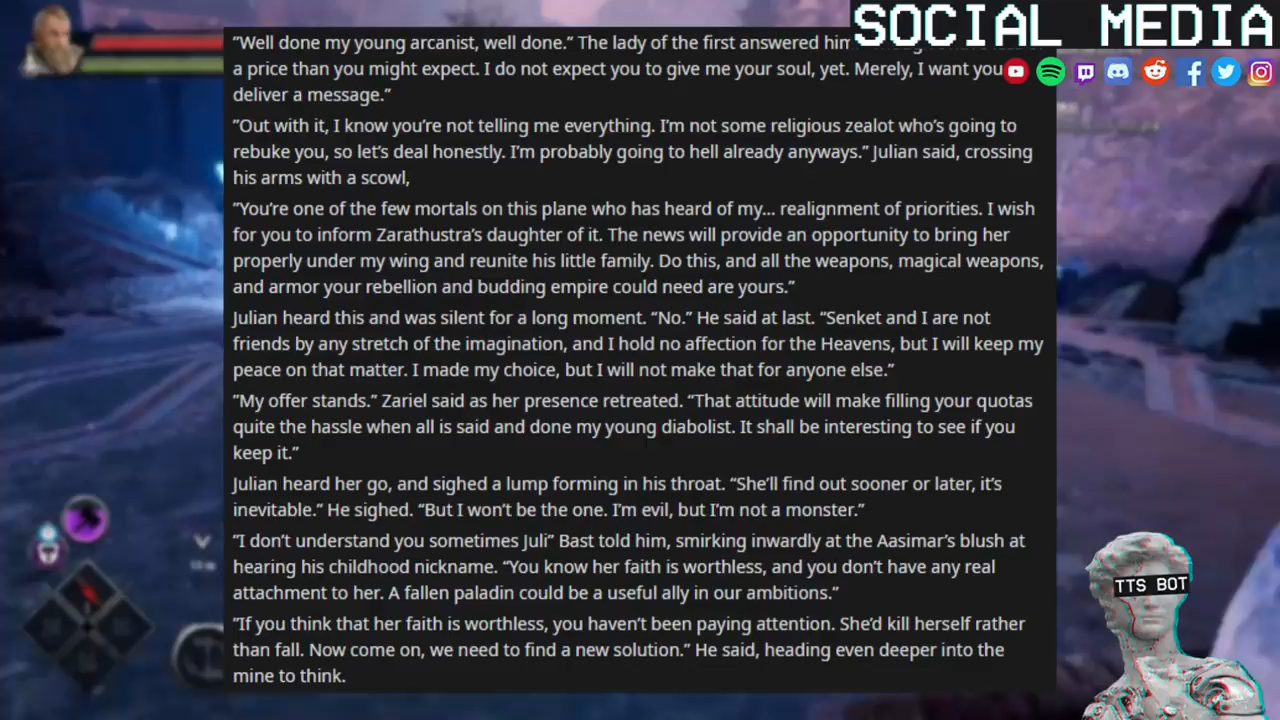 SOCIAL MEDIA
"Well done my young arcanist, well done." The lady of the first answered him
a price than you might expect. I do not expect you to give me your soul, yet. Merely, I want you
deliver a message."
"Out with it, I know you're not telling me everything. I'm not some religious zealot who's going to
rebuke you, so let's deal honestly. I'm probably going to hell already anyways." Julian said, crossing
his arms with a scowl,
"You're one of the few mortals on this plane who has heard of my... realignment of priorities. I wish
for you to inform Zarathustra's daughter of it. The news will provide an opportunity to bring her
properly under my wing and reunite his little family. Do this, and all the weapons, magical weapons,
and armor your rebellion and budding empire could need are yours."
Julian heard this and was silent for a long moment. "No." He said at last. "Senket and I are not
friends by any stretch of the imagination, and I hold no affection for the Heavens, but I will keep my
peace on that matter. I made my choice, but I will not make that for anyone else."
"My offer stands." Zariel said as her presence retreated. "That attitude will make filling your quotas
quite the hassle when all is said and done my young diabolist. It shall be interesting to see if you
keep it."
Julian heard her go, and sighed a lump forming in his throat. "She'll find out sooner or later, it's
inevitable." He sighed. "But I won't be the one. I'm evil, but I'm not a monster."
"I don't understand you sometimes Juli" Bast told him, smirking inwardly at the Aasimar's blush at
hearing his childhood nickname. "You know her faith is worthless, and you don't have any real
attachment to her. A fallen paladin could be a useful ally in our ambitions."
"If you think that her faith is worthless, you haven't been paying attention. She'd kill herself rather
than fall. Now come on, we need to find a new solution." He said, heading even deeper into the
mine to think.
TTS BOT